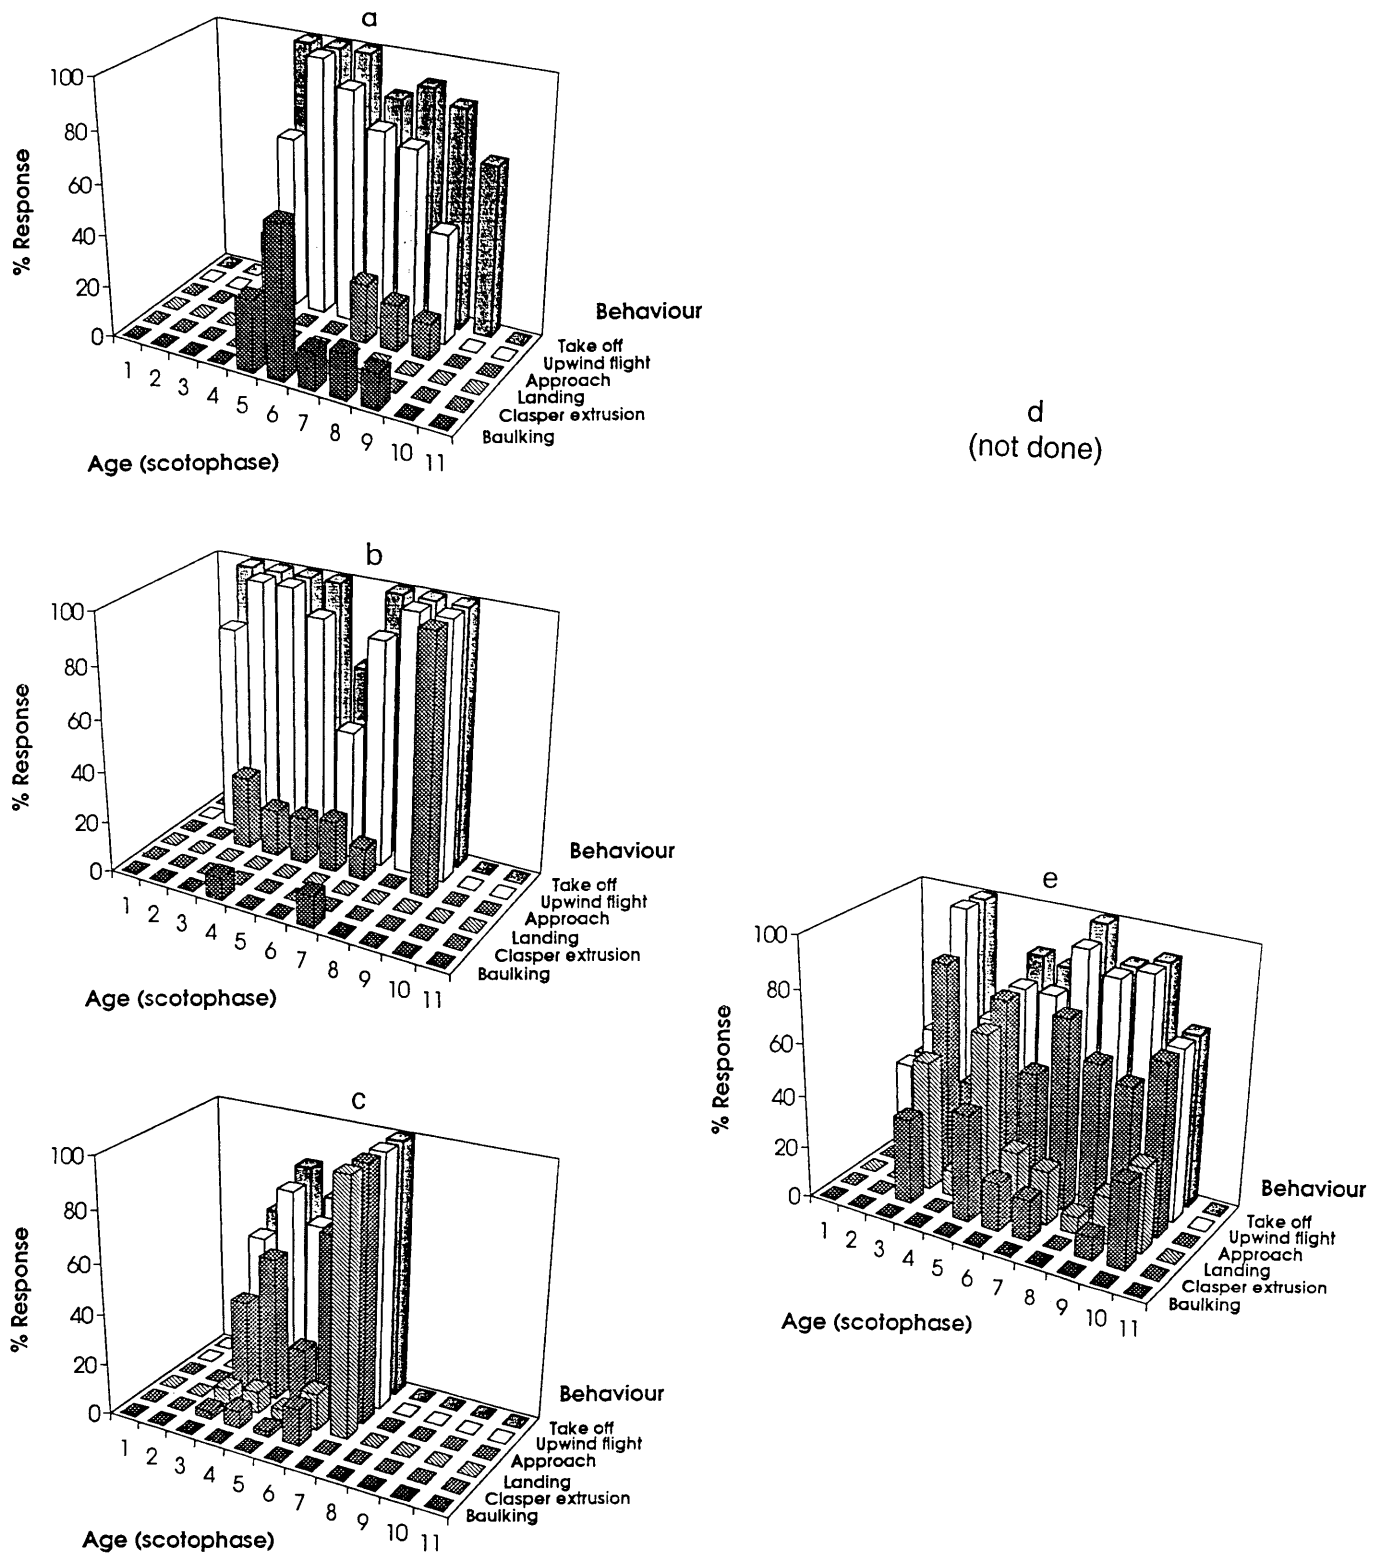 a
100
80
60
40
20
0
% Response
1 2 3 4 5 6 7 8 9 10 11
Age (scotophase)
Behaviour
Take off
Upwind flight
Approach
Landing
Clasper extrusion
Baulking
d
(not done)
b
100
80
60
40
20
0
% Response
1 2 3 4 5 6 7 8 9 10 11
Age (scotophase)
Behaviour
Take off
Upwind flight
Approach
Landing
Clasper extrusion
Baulking
c
100
80
60
40
20
0
% Response
1 2 3 4 5 6 7 8 9 10 11
Age (scotophase)
Behaviour
Take off
Upwind flight
Approach
Landing
Clasper extrusion
Baulking
e
100
80
60
40
20
0
% Response
1 2 3 4 5 6 7 8 9 10 11
Age (scotophase)
Behaviour
Take off
Upwind flight
Approach
Landing
Clasper extrusion
Baulking